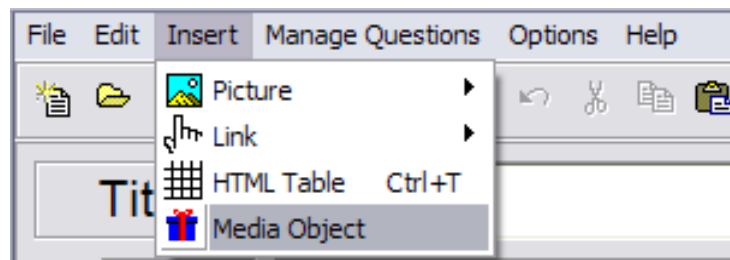 File Edit Insert Manage Questions Options Help
Picture
Link
HTML Table Ctrl+T
Tit
Media Object